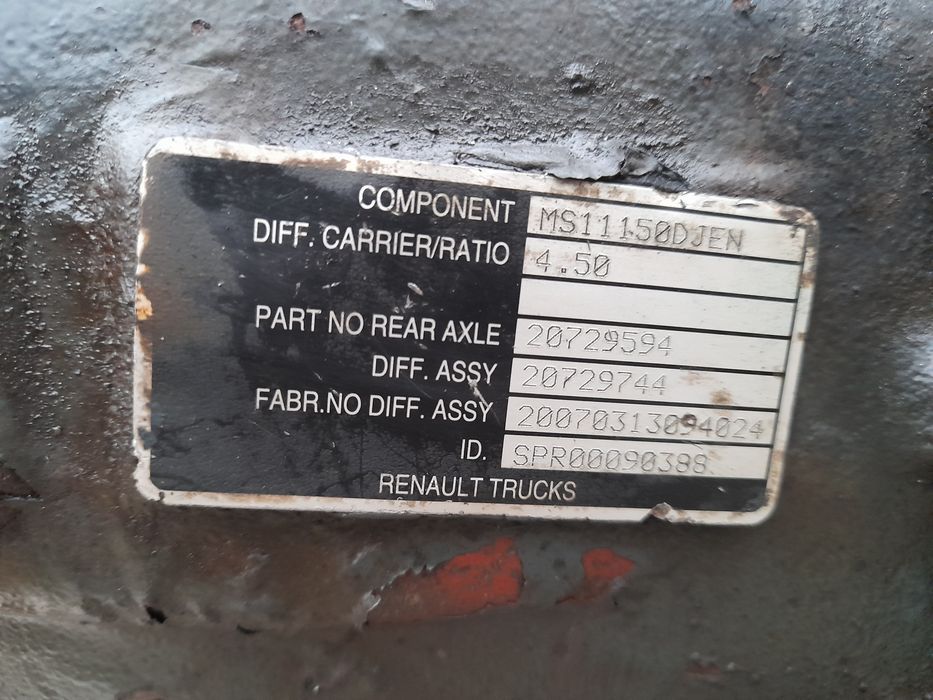 COMPONENT MS11150DJEN
DIFF. CARRIER/RATIO 4.50
PART NO REAR AXLE 20729594
DIFF. ASSY 20729744
FABR.NO DIFF. ASSY 20070313094024
ID. SPR00090388
RENAULT TRUCKS